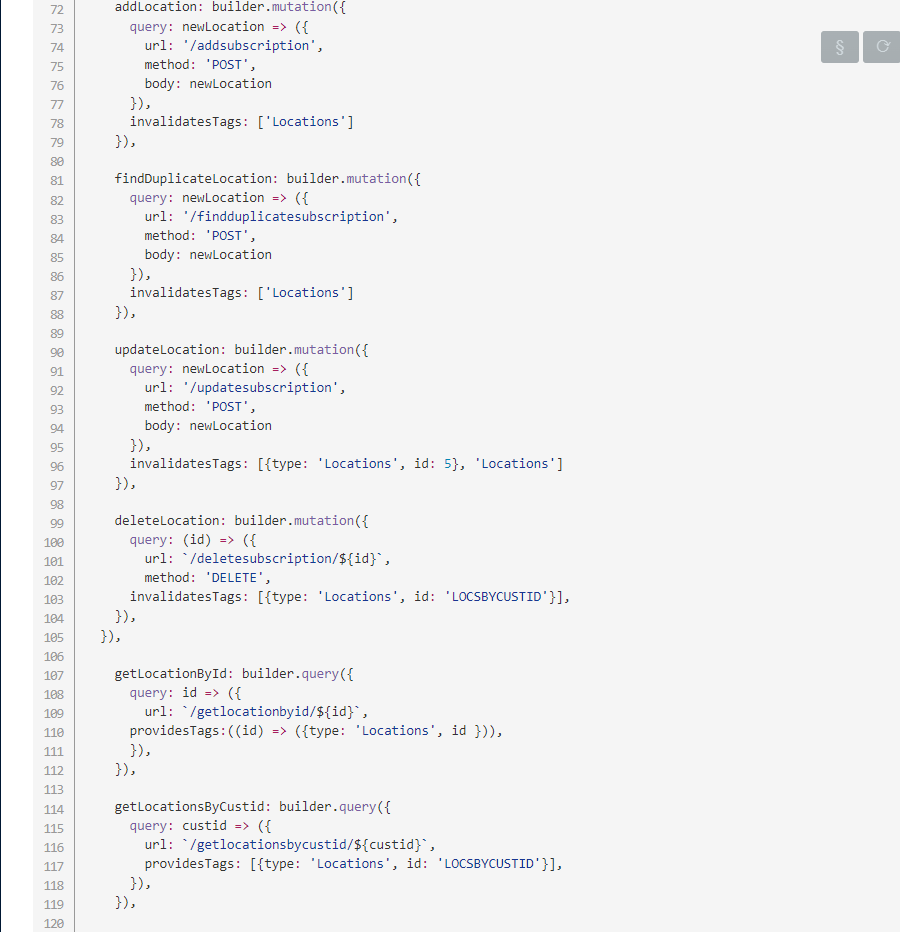 72 addLocation: builder.mutation({
73 query: newLocation => ({
74 url: '/addsubscription',
75 method: 'POST',
76 body: newLocation
77 }),
78 invalidatesTags: ['Locations']
79 }),
80
81 findDuplicateLocation: builder.mutation({
82 query: newLocation => ({
83 url: '/findduplicatesubscription',
84 method: 'POST',
85 body: newLocation
86 }),
87 invalidatesTags: ['Locations']
88 }),
89
90 updateLocation: builder.mutation({
91 query: newLocation => ({
92 url: '/updatesubscription',
93 method: 'POST',
94 body: newLocation
95 }),
96 invalidatesTags: [{type: 'Locations', id: 5}, 'Locations']
97 }),
98
99 deleteLocation: builder.mutation({
100 query: (id) => ({
101 url: `/deletesubscription/${id}`,
102 method: 'DELETE',
103 invalidatesTags: [{type: 'Locations', id: 'LOCSBYCUSTID'}],
104 }),
105 }),
106
107 getLocationById: builder.query({
108 query: id => ({
109 url: `/getlocationbyid/${id}`,
110 providesTags:((id) => ({type: 'Locations', id })),
111 }),
112 }),
113
114 getLocationsByCustid: builder.query({
115 query: custid => ({
116 url: `/getlocationsbycustid/${custid}`,
117 providesTags: [{type: 'Locations', id: 'LOCSBYCUSTID'}],
118 }),
119 }),
120
§